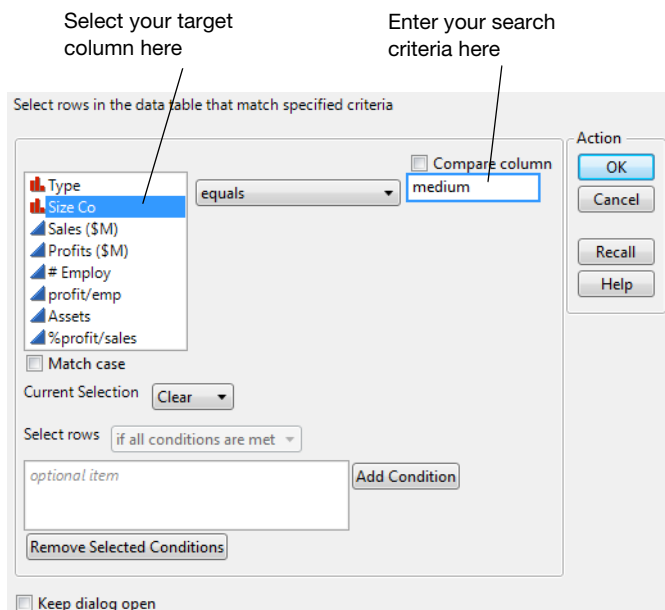 Select your target
column here
Enter your search
criteria here
Select rows in the data table that match specified criteria
Compare column
Type
Size Co
Sales ($M)
Profits ($M)
# Employ
profit/emp
Assets
%profit/sales
equals
medium
Match case
Current Selection Clear
Select rows if all conditions are met
optional item
Add Condition
Remove Selected Conditions
Keep dialog open
Action
OK
Cancel
Recall
Help